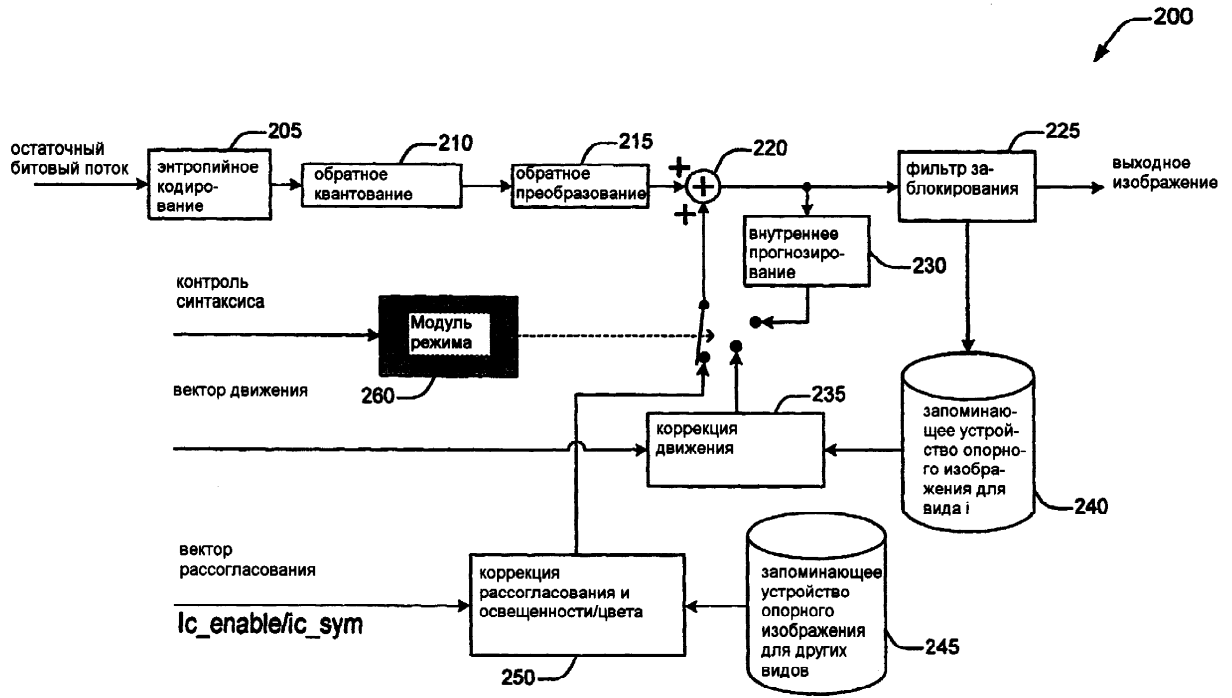 200
остаточный
битовый поток
205
энтропийное
кодиро-
вание
210
обратное
квантование
215
обратное
преобразование
+
+
+
220
225
фильтр за-
блокирования
выходное
изображение
внутреннее
прогнозиро-
вание
230
контроль
синтаксиса
Модуль
режима
260
вектор движения
235
коррекция
движения
запоминаю-
щее устрой-
ство опорно-
го изобра-
жения для
вида i
240
вектор
рассогласования
Ic_enable/ic_sym
коррекция
рассогласования и
освещенности/цвета
250
запоминающее
устройство
опорного
изображения
для других
видов
245